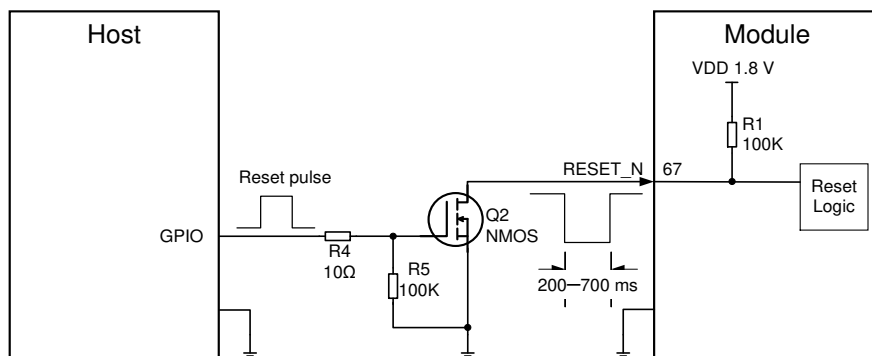 Host
Module
VDD 1.8 V
R1
100K
RESET_N
67
Reset pulse
Reset
Logic
Q2
NMOS
GPIO
R4
10Ω
R5
100K
200—700 ms